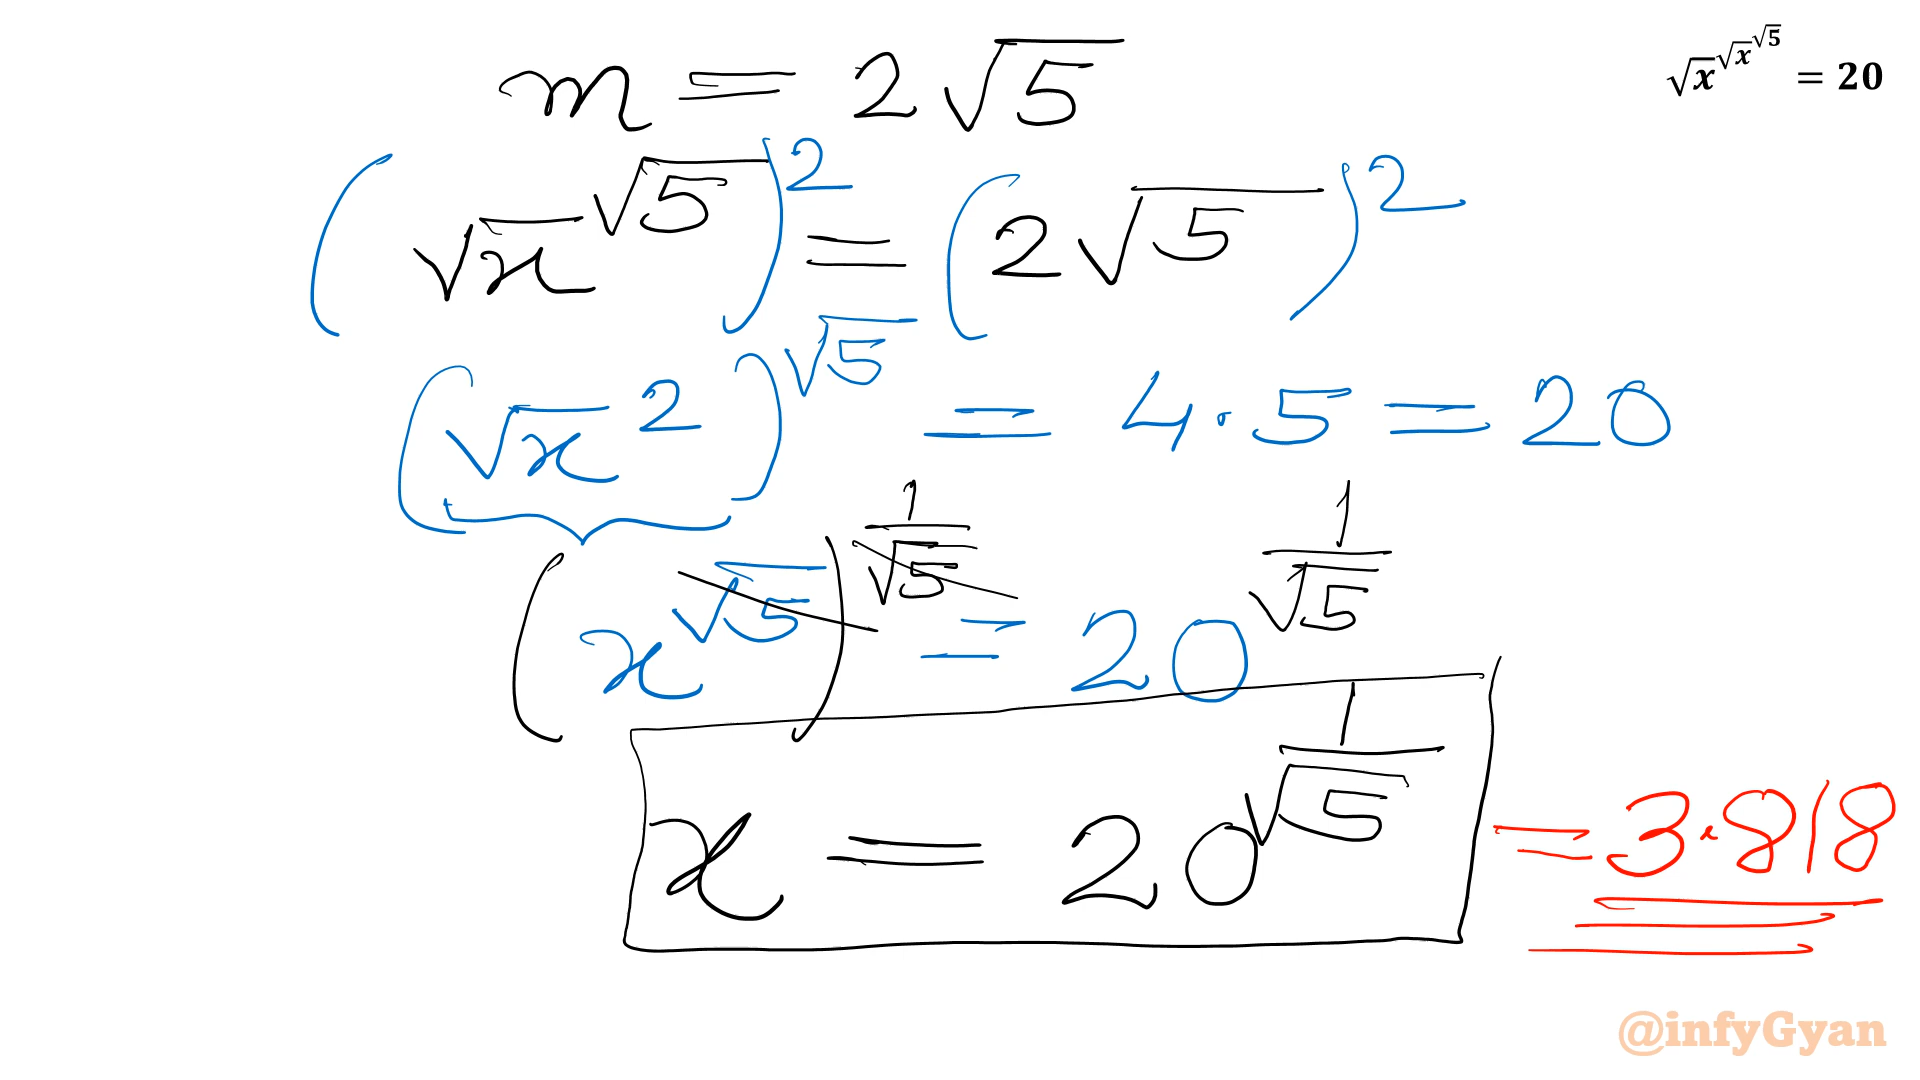 m = 2√5
√x^√x^√5 = 20
(√x^√5)^2 = (2√5)^2
(√x^2)^√5 = 4·5 = 20
(x^√5)^1/√5 = 20^1/√5
x = 20^1/√5 = 3.818
@infyGyan